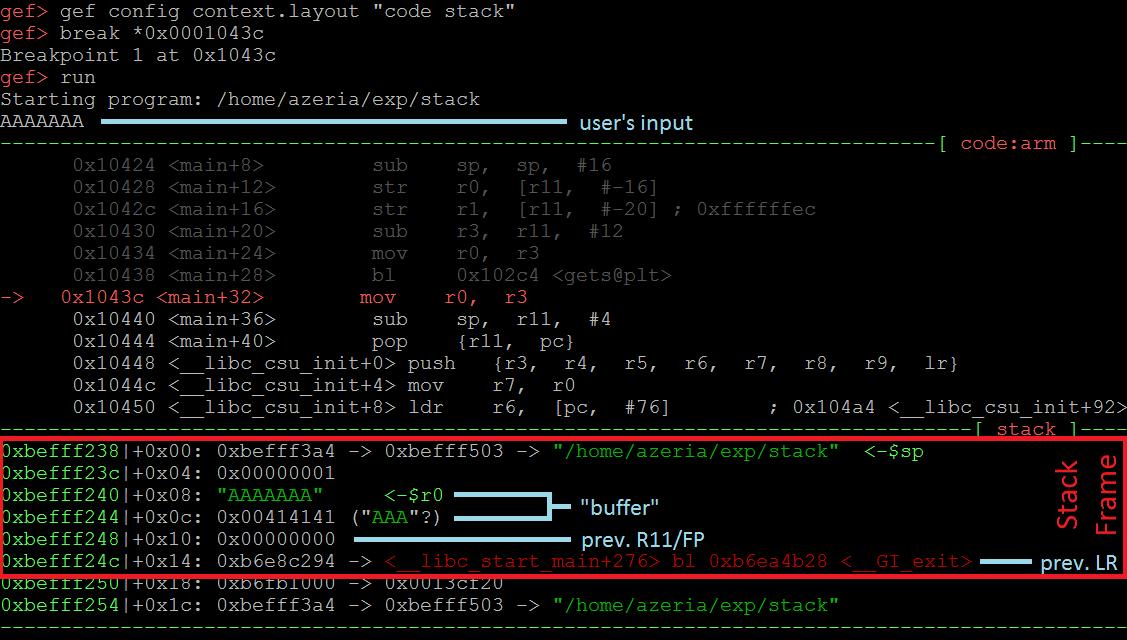 gef> gef config context.layout "code stack"
gef> break *0x0001043c
Breakpoint 1 at 0x1043c
gef> run
Starting program: /home/azeria/exp/stack
AAAAAAA user's input
[ code:arm ]
0x10424 <main+8> sub sp, sp, #16
0x10428 <main+12> str r0, [r11, #-16]
0x1042c <main+16> str r1, [r11, #-20] ; 0xffffffec
0x10430 <main+20> sub r3, r11, #12
0x10434 <main+24> mov r0, r3
0x10438 <main+28> bl 0x102c4 <gets@plt>
-> 0x1043c <main+32> mov r0, r3
0x10440 <main+36> sub sp, r11, #4
0x10444 <main+40> pop {r11, pc}
0x10448 <__libc_csu_init+0> push {r3, r4, r5, r6, r7, r8, r9, lr}
0x1044c <__libc_csu_init+4> mov r7, r0
0x10450 <__libc_csu_init+8> ldr r6, [pc, #76] ; 0x104a4 <__libc_csu_init+92>
[ stack ]
0xbefff238|+0x00: 0xbefff3a4 -> 0xbefff503 -> "/home/azeria/exp/stack" <-$sp
0xbefff23c|+0x04: 0x00000001
0xbefff240|+0x08: "AAAAAAA" <-$r0
"buffer"
0xbefff244|+0x0c: 0x00414141 ("AAA"?)
0xbefff248|+0x10: 0x00000000 prev. R11/FP
0xbefff24c|+0x14: 0xb6e8c294 -> <__libc_start_main+276> bl 0xb6ea4b28 <__GI_exit> prev. LR
Stack
Frame
0xbefff250|+0x18: 0xb6fb1000 -> 0x0013cf20
0xbefff254|+0x1c: 0xbefff3a4 -> 0xbefff503 -> "/home/azeria/exp/stack"